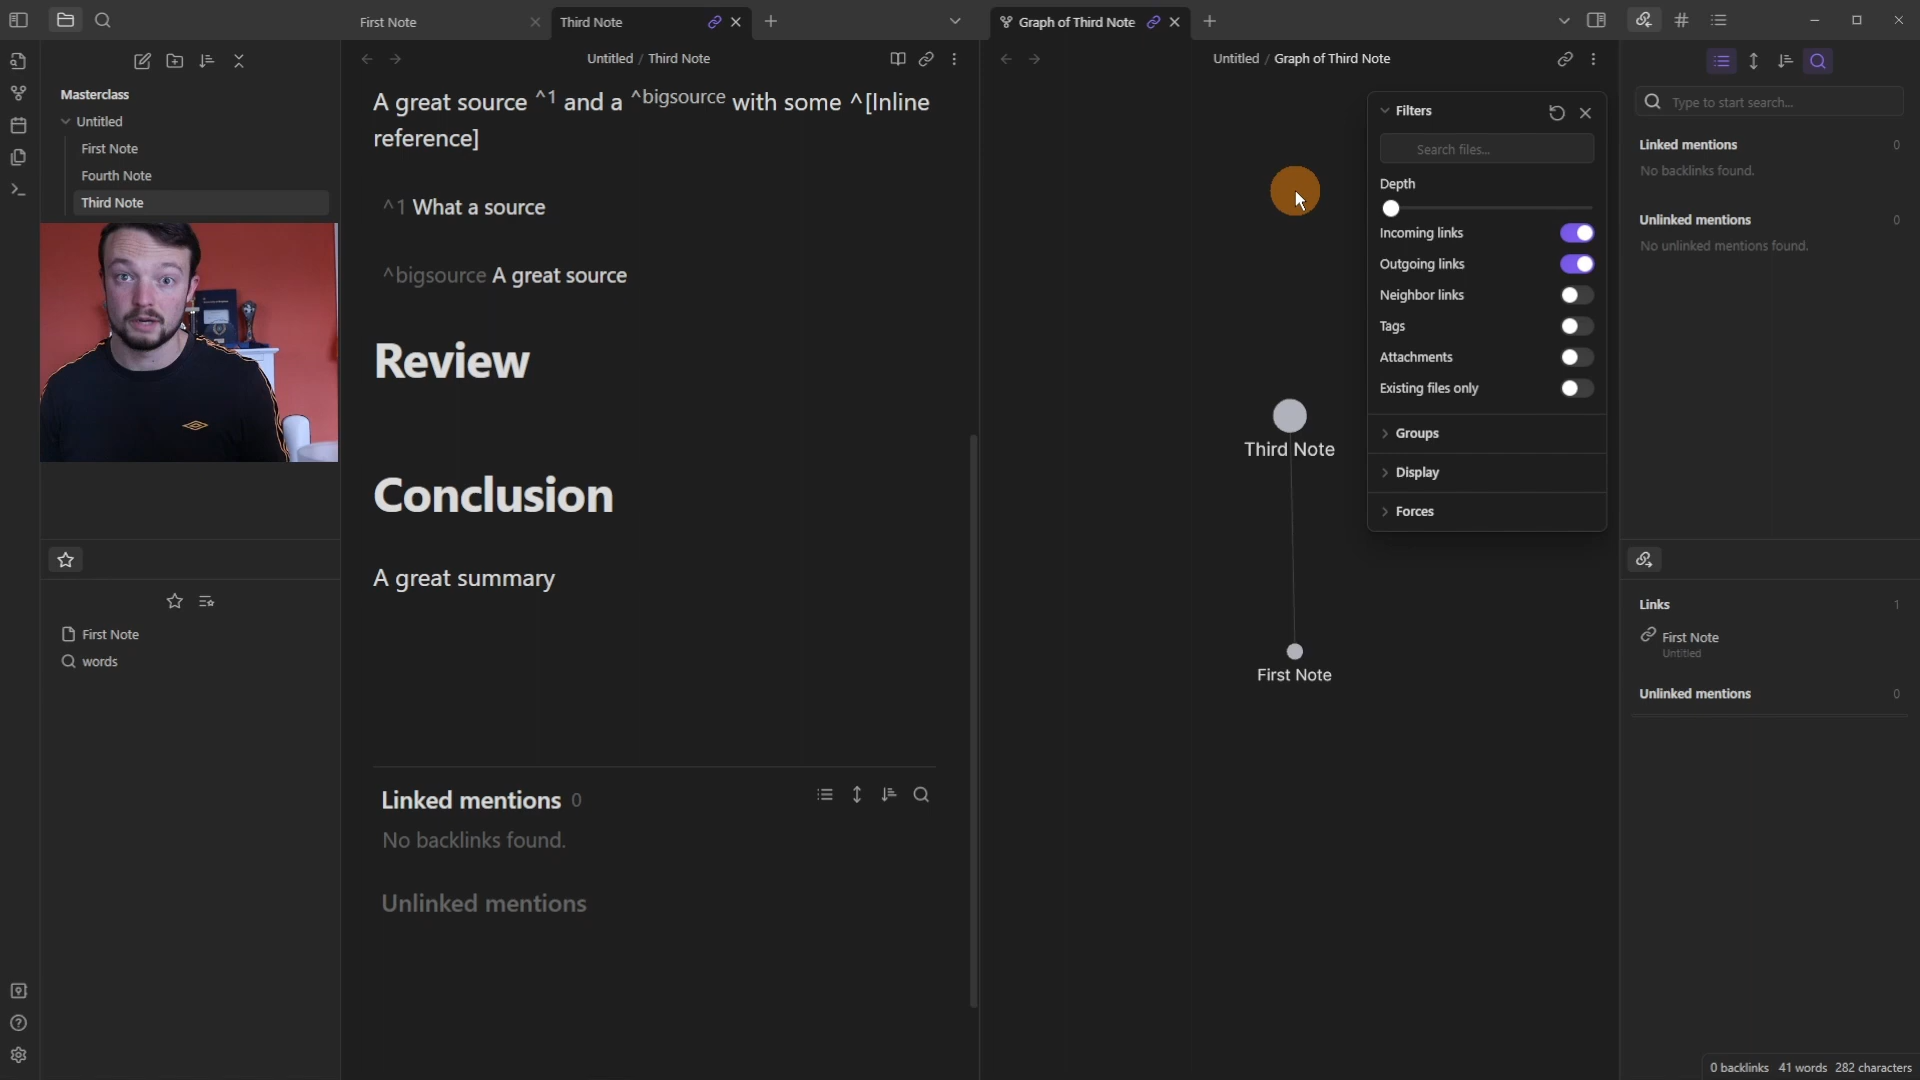 First Note
Third Note
Graph of Third Note
Untitled / Third Note
Untitled / Graph of Third Note
Masterclass
Untitled
First Note
Fourth Note
Third Note
First Note
words
A great source ^1 and a ^bigsource with some ^[Inline
reference]
^1 What a source
^bigsource A great source
Review
Conclusion
A great summary
Linked mentions 0
No backlinks found.
Unlinked mentions
Third Note
First Note
Filters
Search files...
Depth
Incoming links
Outgoing links
Neighbor links
Tags
Attachments
Existing files only
Groups
Display
Forces
Type to start search...
Linked mentions 0
No backlinks found.
Unlinked mentions 0
No unlinked mentions found.
Links 1
First Note
Untitled
Unlinked mentions 0
0 backlinks 41 words 282 characters